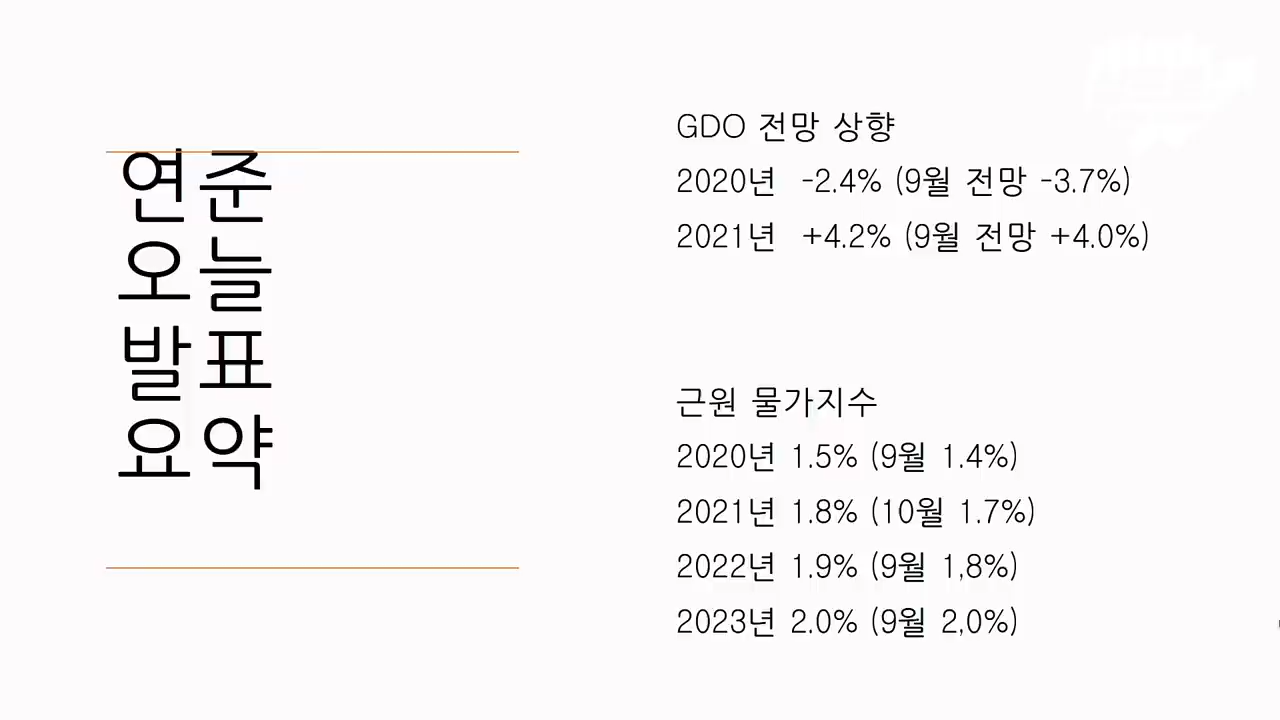 연준
오늘
발표
요약
GDO 전망 상향
2020년 -2.4% (9월 전망 -3.7%)
2021년 +4.2% (9월 전망 +4.0%)
근원 물가지수
2020년 1.5% (9월 1.4%)
2021년 1.8% (10월 1.7%)
2022년 1.9% (9월 1,8%)
2023년 2.0% (9월 2,0%)